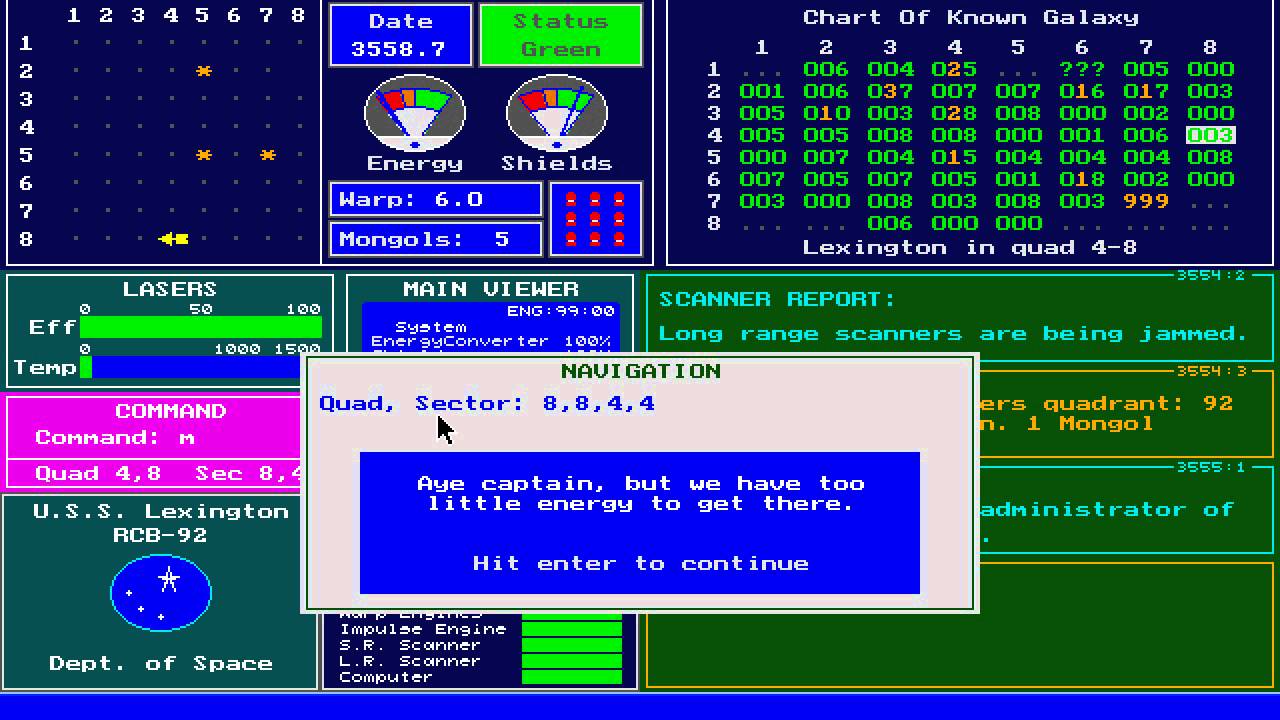 1 2 3 4 5 6 7 8
1
2
3
4
5
6
7
8
Date
3558.7
Status
Green
Energy
Shields
Warp: 6.0
Mongols: 5
Chart Of Known Galaxy
1 2 3 4 5 6 7 8
1 ... 006 004 025 ... ??? 005 000
2 001 006 037 007 007 016 017 003
3 005 010 003 028 008 000 002 000
4 005 005 008 008 000 001 006 003
5 000 007 004 015 004 004 004 008
6 007 005 007 005 001 018 002 000
7 003 000 008 003 008 003 999 ...
8 ... ... 006 000 000 ... ... ...
Lexington in quad 4-8
LASERS
0 50 100
Eff
0 1000 1500
Temp
MAIN VIEWER
ENG:99:00
System
EnergyConverter 100%
3554:2
SCANNER REPORT:
Long range scanners are being jammed.
3554:3
ers quadrant: 92
n. 1 Mongol
3555:1
administrator of
.
COMMAND
Command: m
Quad 4,8 Sec 8,4
NAVIGATION
Quad, Sector: 8,8,4,4
Aye captain, but we have too
little energy to get there.
Hit enter to continue
U.S.S. Lexington
RCB-92
Dept. of Space
Warp Engines
Impulse Engine
S.R. Scanner
L.R. Scanner
Computer